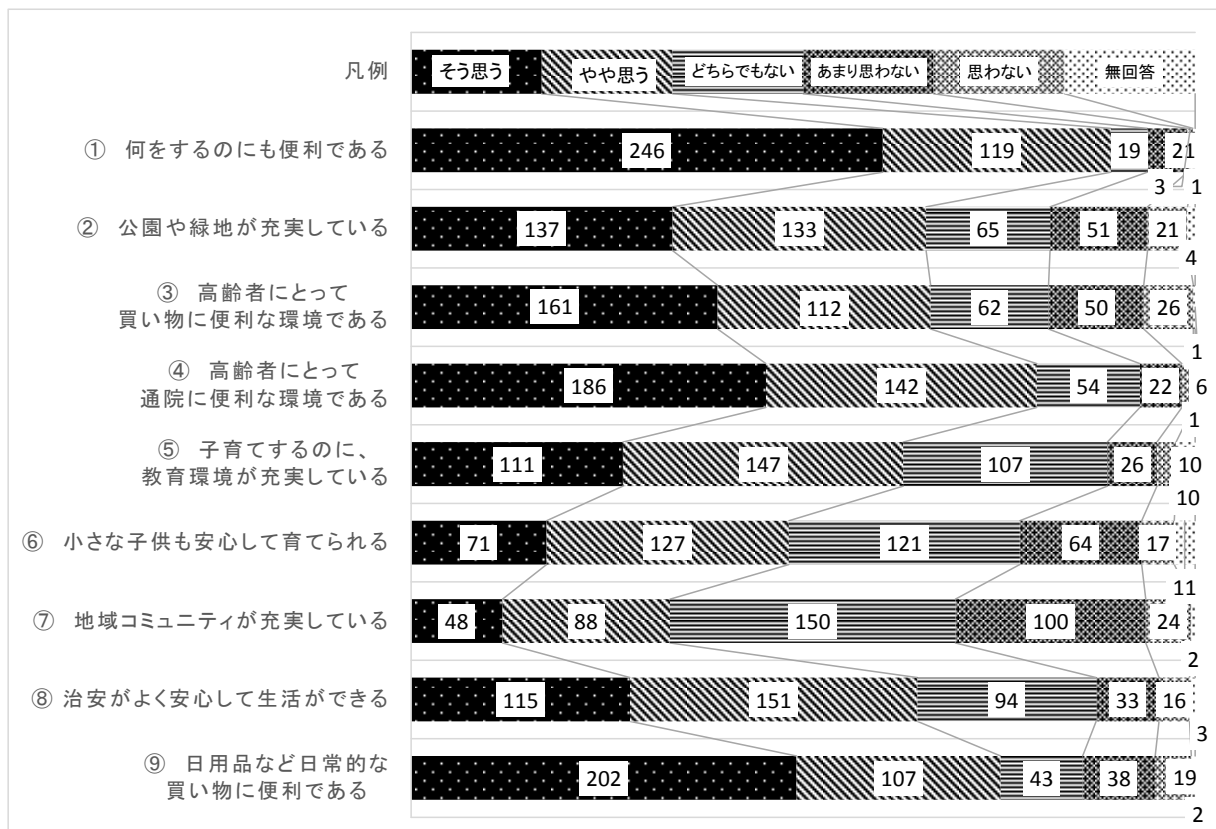 凡例
そう思う
やや思う
どちらでもない
あまり思わない
思わない
無回答
① 何をするのにも便利である
246
119
19
21
3
1
② 公園や緑地が充実している
137
133
65
51
21
4
③ 高齢者にとって
買い物に便利な環境である
161
112
62
50
26
1
④ 高齢者にとって
通院に便利な環境である
186
142
54
22
6
1
⑤ 子育てするのに、
教育環境が充実している
111
147
107
26
10
10
⑥ 小さな子供も安心して育てられる
71
127
121
64
17
11
⑦ 地域コミュニティが充実している
48
88
150
100
24
2
⑧ 治安がよく安心して生活ができる
115
151
94
33
16
3
⑨ 日用品など日常的な
買い物に便利である
202
107
43
38
19
2